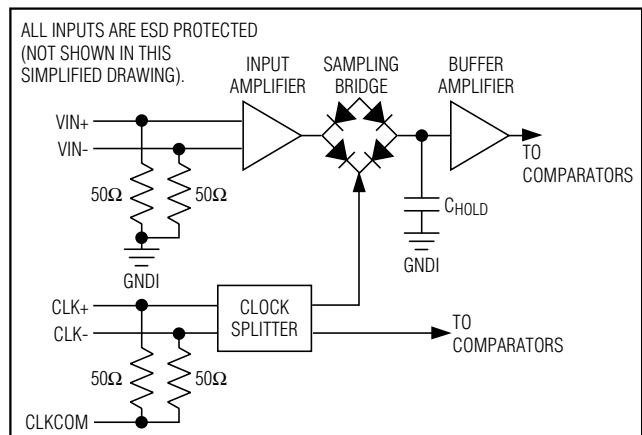 ALL INPUTS ARE ESD PROTECTED
(NOT SHOWN IN THIS
SIMPLIFIED DRAWING).
INPUT
AMPLIFIER
SAMPLING
BRIDGE
BUFFER
AMPLIFIER
VIN+
VIN-
TO
COMPARATORS
50Ω
50Ω
CHOLD
GNDI
GNDI
CLK+
CLK-
CLOCK
SPLITTER
TO
COMPARATORS
50Ω
50Ω
CLKCOM